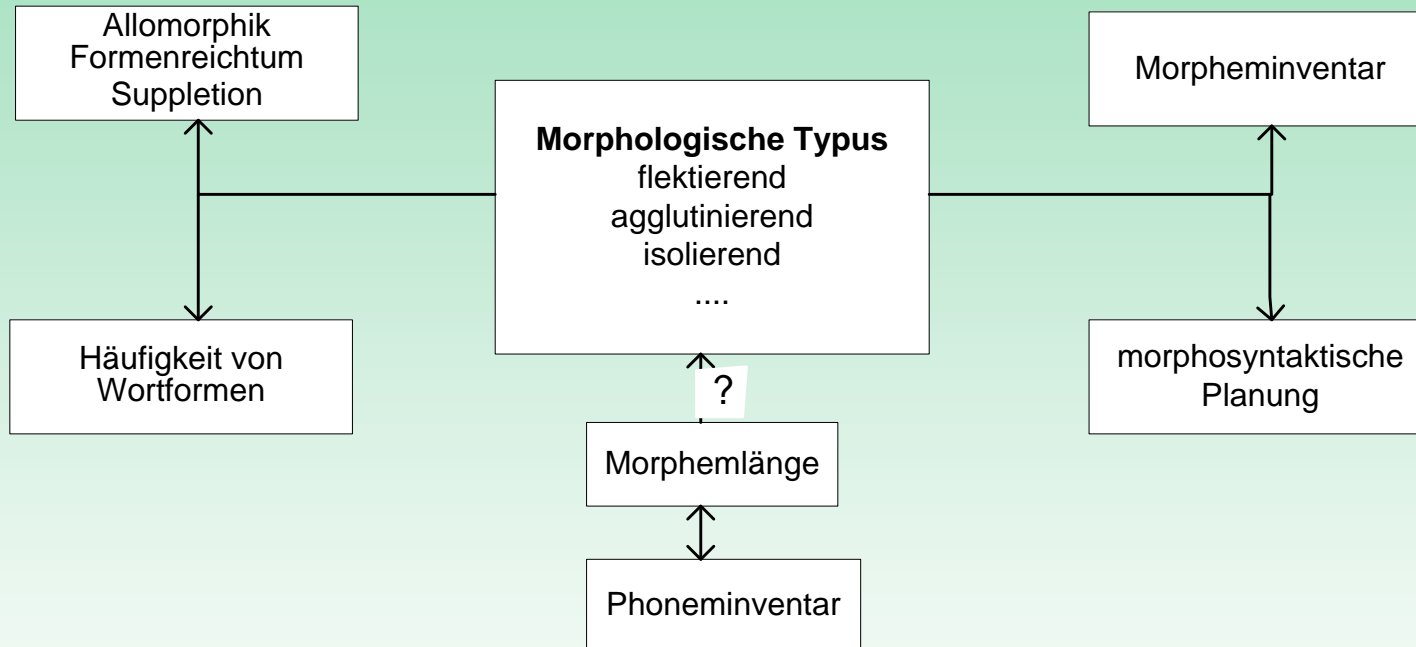 Allomorphik
Formenreichtum
Suppletion
Morphologische Typus
flektierend
agglutinierend
isolierend
....
Morpheminventar
Häufigkeit von
Wortformen
?
morphosyntaktische
Planung
Morphemlänge
Phoneminventar